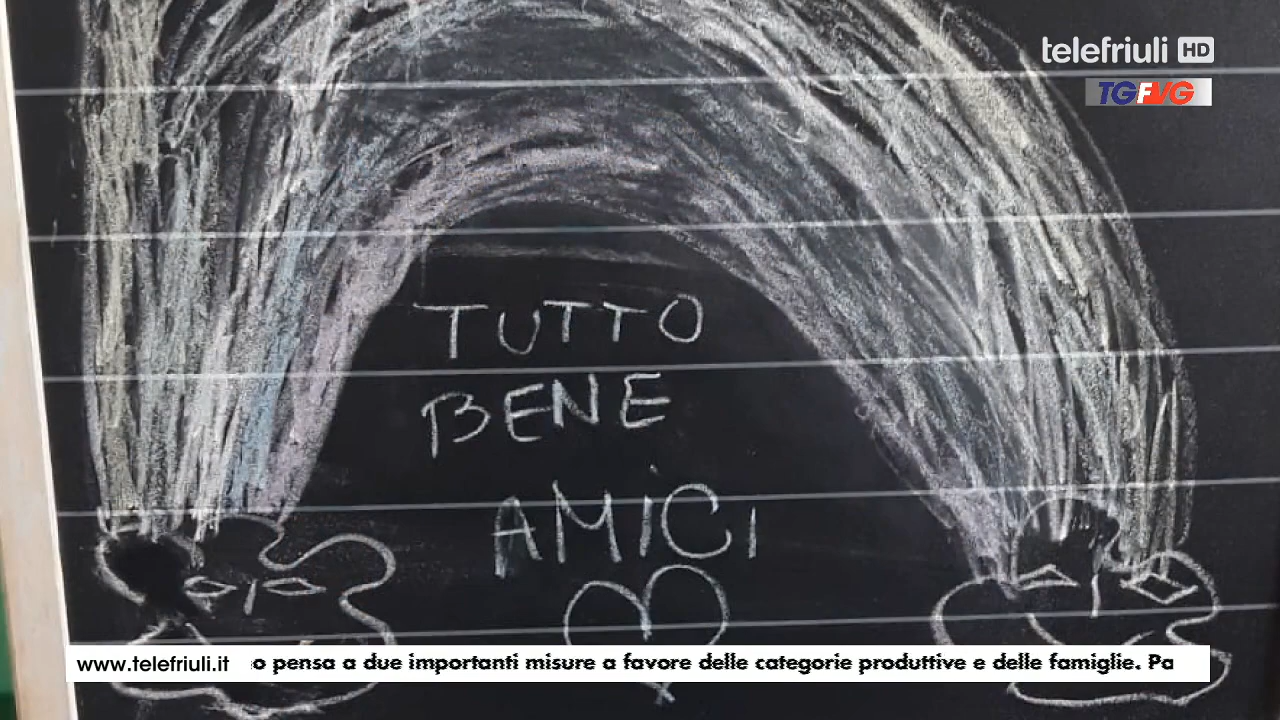 telefriuli HD
TGFVG
TUTTO
BENE
AMICI
www.telefriuli.it
o pensa a due importanti misure a favore delle categorie produttive e delle famiglie. Pa